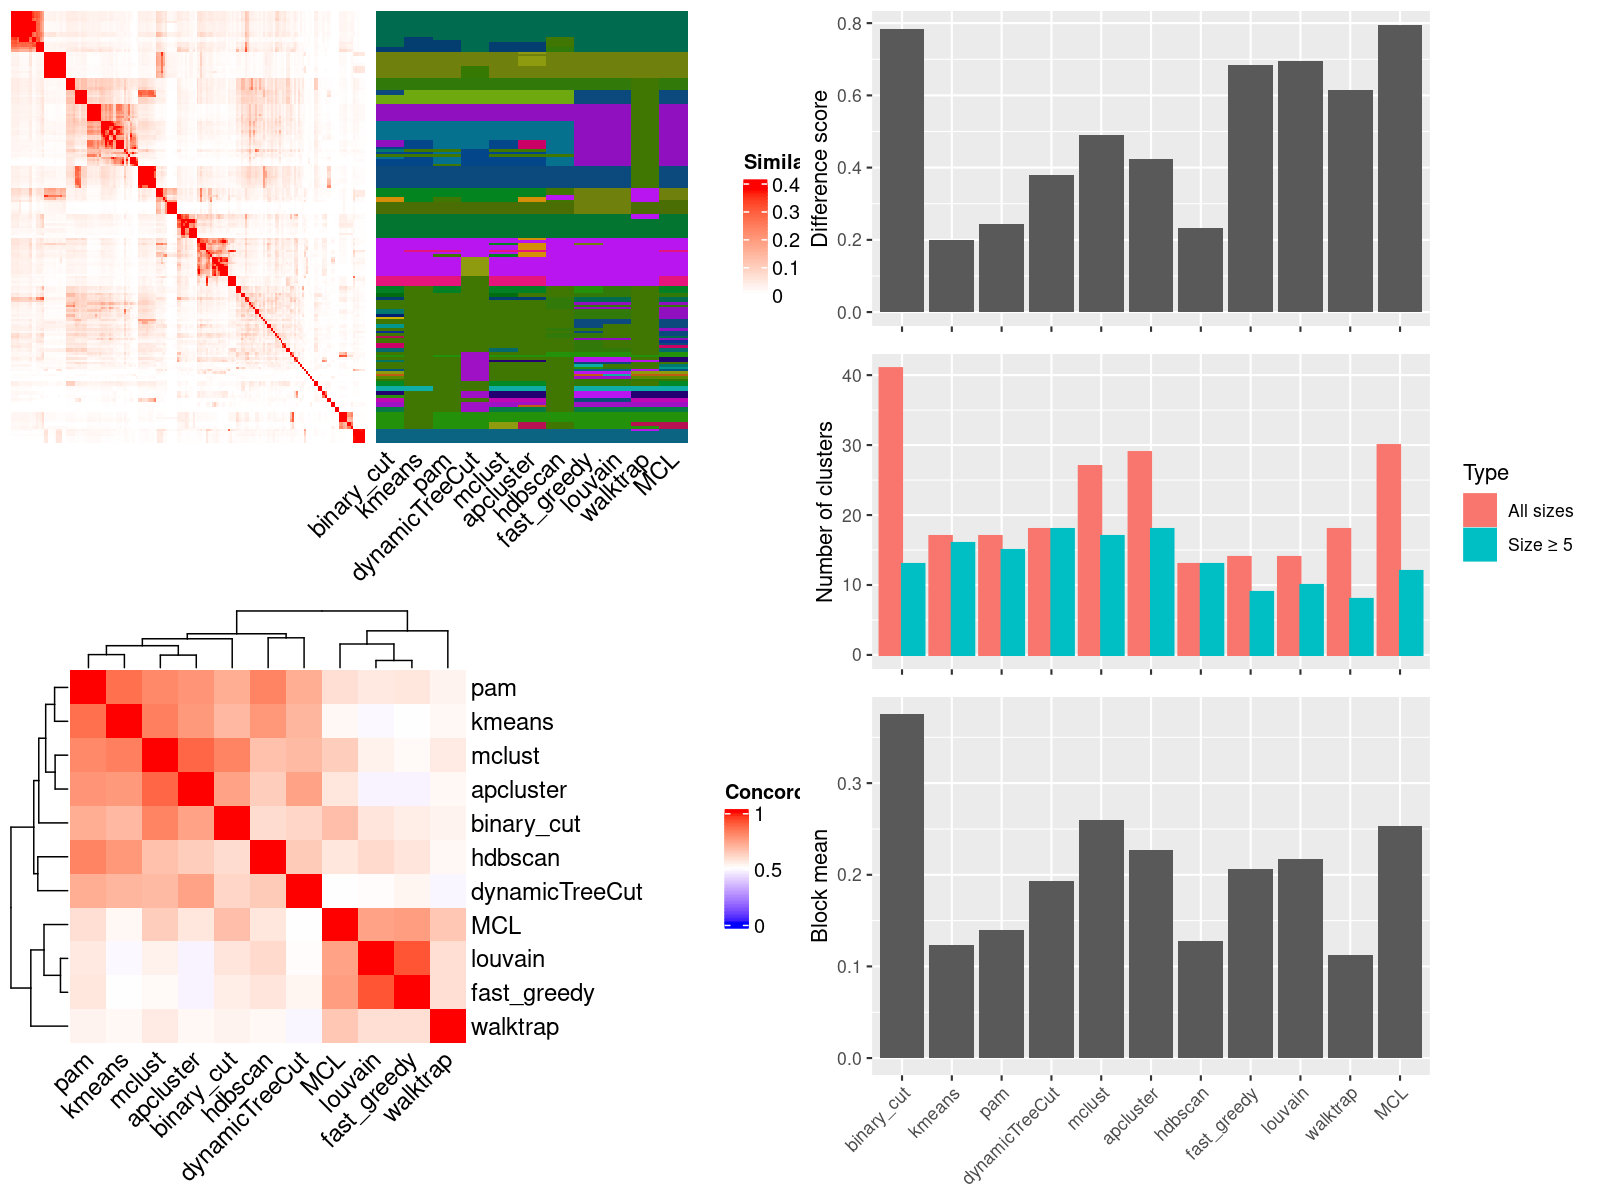 Simila
0.4
0.3
0.2
0.1
0
binary_cut
kmeans
pam
dynamicTreeCut
mclust
apcluster
hdbscan
fast_greedy
louvain
walktrap
MCL
pam
kmeans
mclust
apcluster
binary_cut
hdbscan
dynamicTreeCut
MCL
louvain
fast_greedy
walktrap
pam
kmeans
mclust
apcluster
binary_cut
hdbscan
dynamicTreeCut
MCL
louvain
fast_greedy
walktrap
Concord
1
0.5
0
Difference score
0.8
0.6
0.4
0.2
0.0
Number of clusters
40
30
20
10
0
Type
All sizes
Size ≥ 5
Block mean
0.3
0.2
0.1
0.0
binary_cut
kmeans
pam
dynamicTreeCut
mclust
apcluster
hdbscan
fast_greedy
louvain
walktrap
MCL